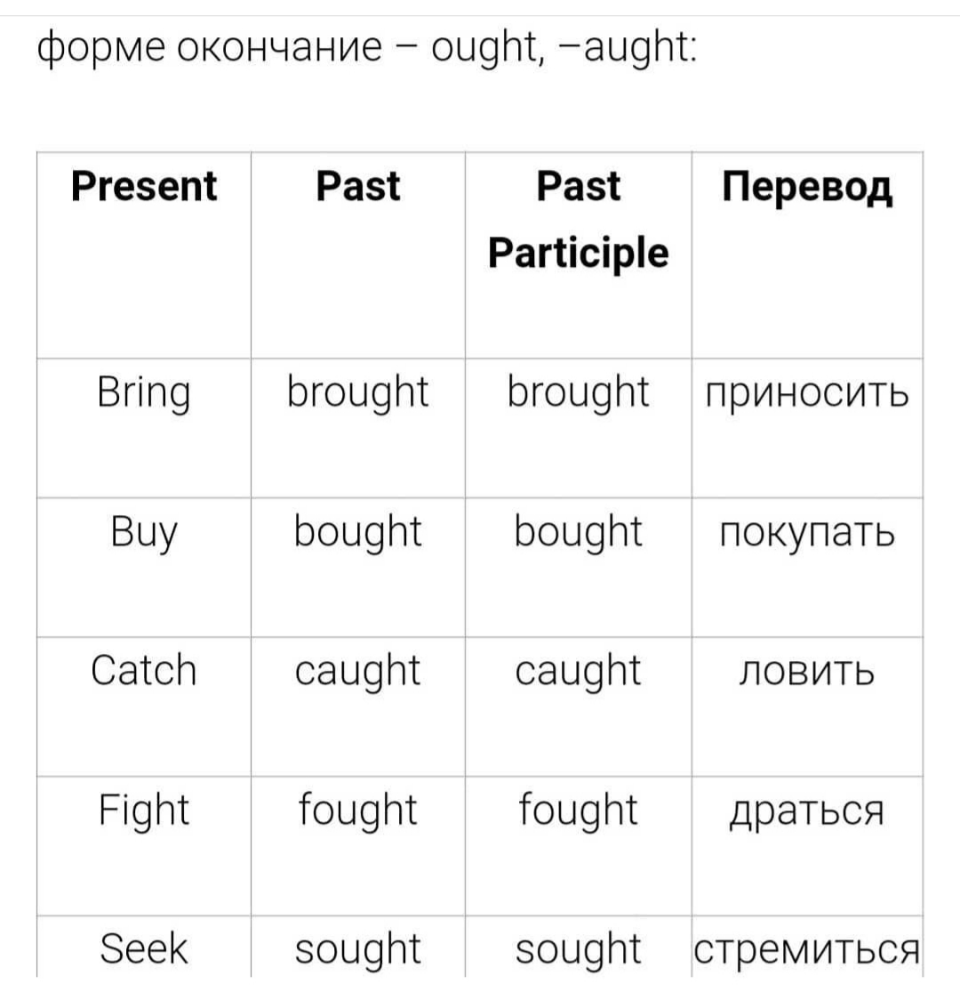 форме окончание – ought, –aught:
Present Past Past Participle Перевод
Bring brought brought приносить
Buy bought bought покупать
Catch caught caught ловить
Fight fought fought драться
Seek sought sought стремиться